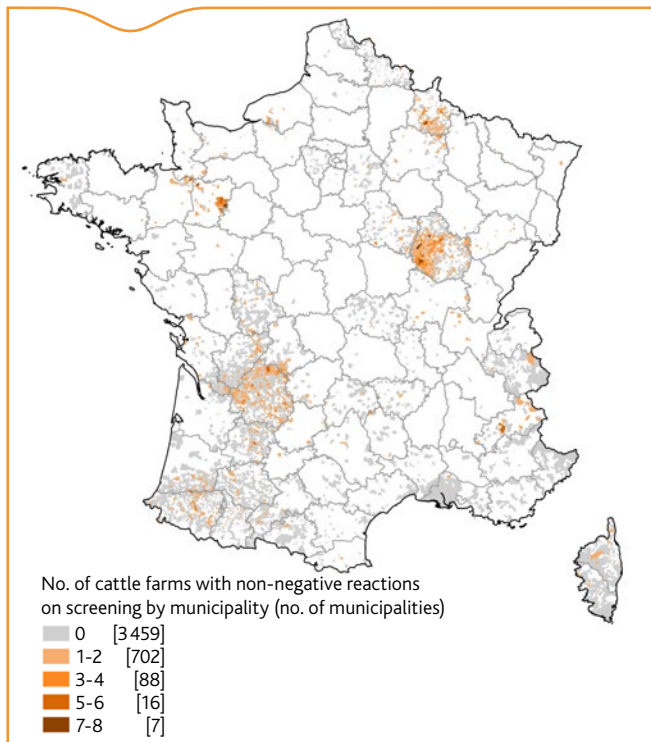 No. of cattle farms with non-negative reactions
on screening by municipality (no. of municipalities)
0 [3 459]
1-2 [702]
3-4 [88]
5-6 [16]
7-8 [7]